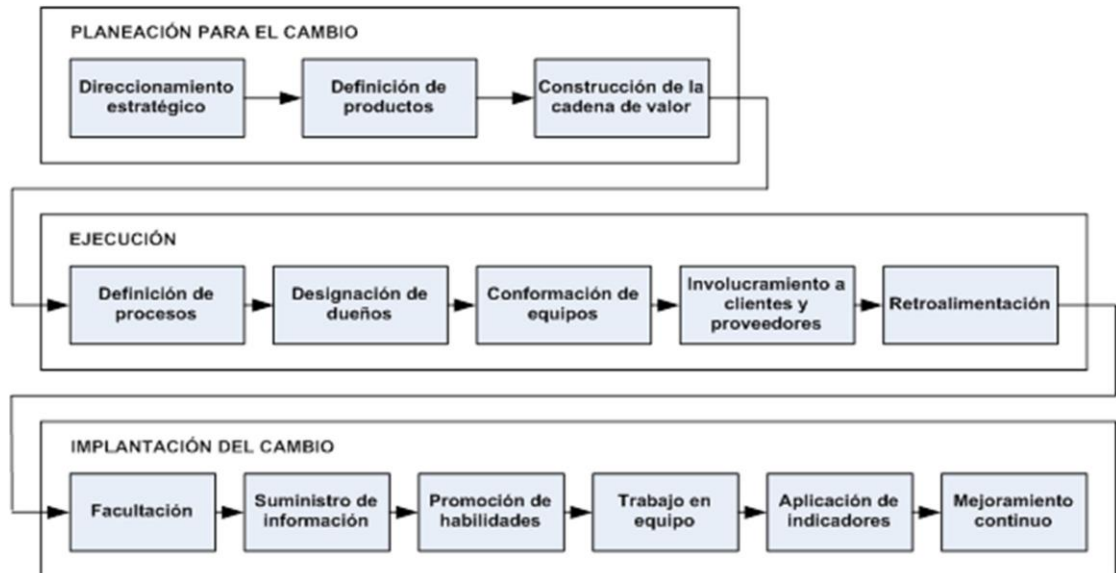 PLANEACIÓN PARA EL CAMBIO
Direccionamiento
estratégico
Definición de
productos
Construcción de la
cadena de valor
EJECUCIÓN
Definición de
procesos
Designación de
dueños
Conformación de
equipos
Involucramiento a
clientes y
proveedores
Retroalimentación
IMPLANTACIÓN DEL CAMBIO
Facultación
Suministro de
información
Promoción de
habilidades
Trabajo en
equipo
Aplicación de
indicadores
Mejoramiento
continuo